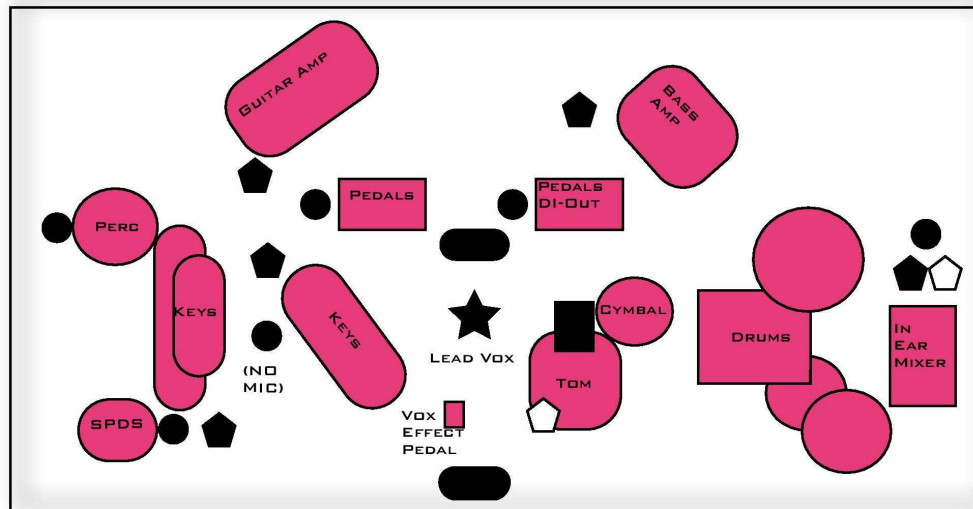 Guitar Amp
Bass
Amp
Pedals
Pedals
DI-Out
Perc
Keys
Keys
(No
Mic)
Lead Vox
Cymbal
Tom
Drums
In
Ear
Mixer
SPDS
Vox
Effect
Pedal